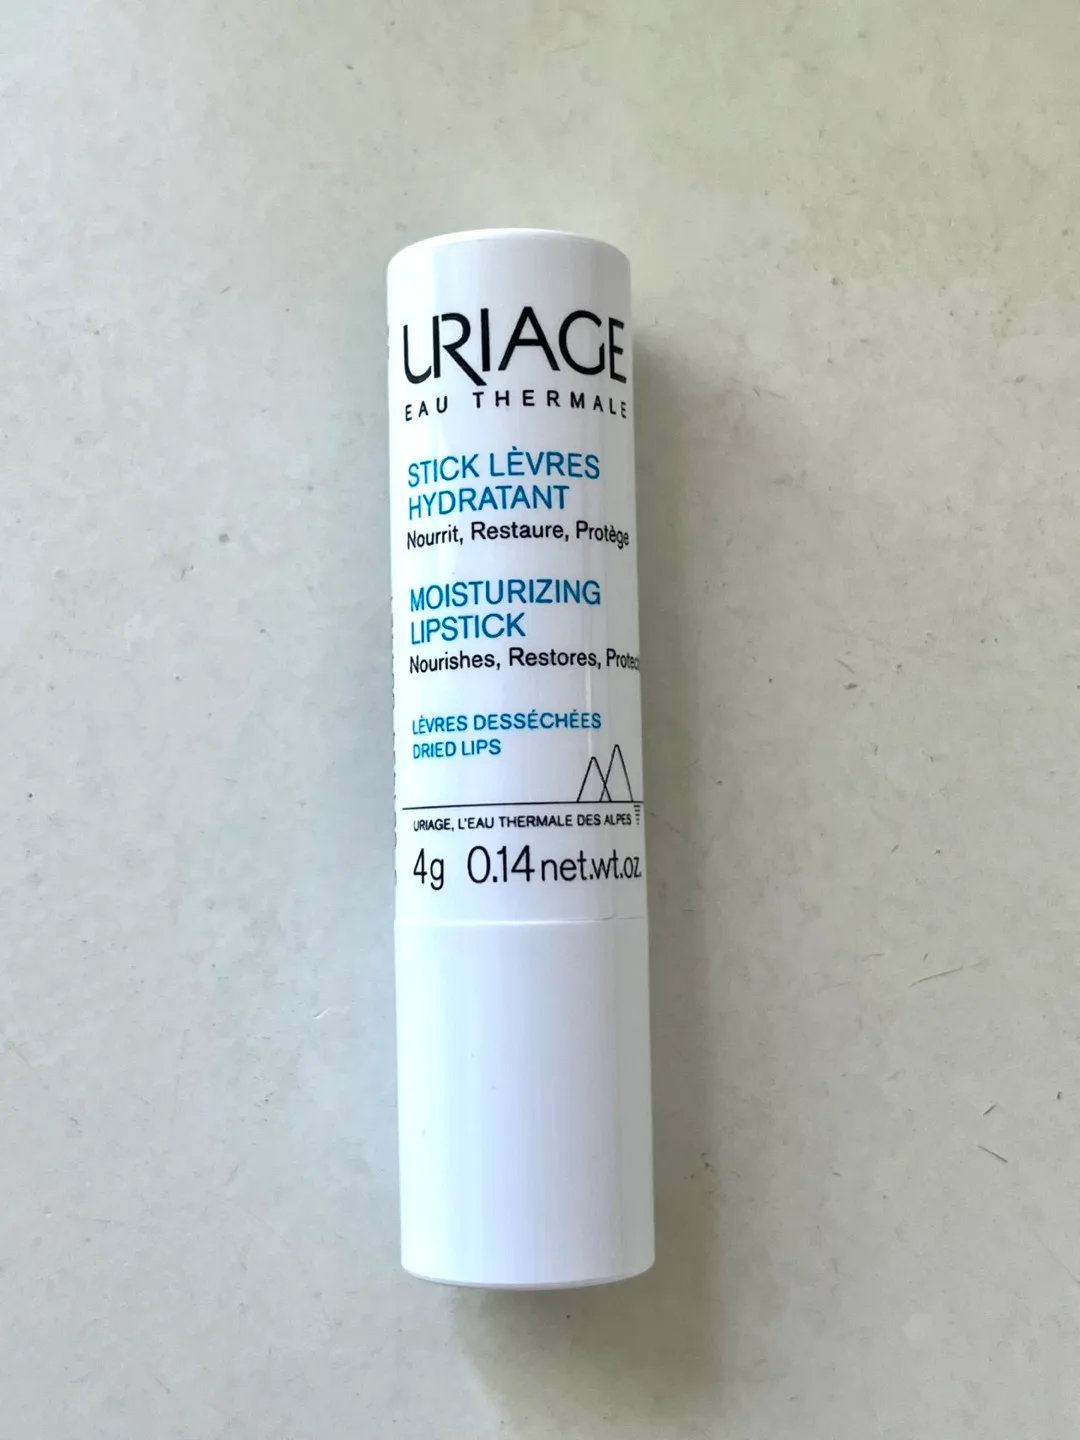 URIAGE
EAU THERMALE
STICK LÈVRES
HYDRATANT
Nourrit, Restaure, Protège
MOISTURIZING
LIPSTICK
Nourishes, Restores, Protec
LÈVRES DESSÉCHÉES
DRIED LIPS
URIAGE, L'EAU THERMALE DES ALPES
4g 0.14 net.wt.oz.